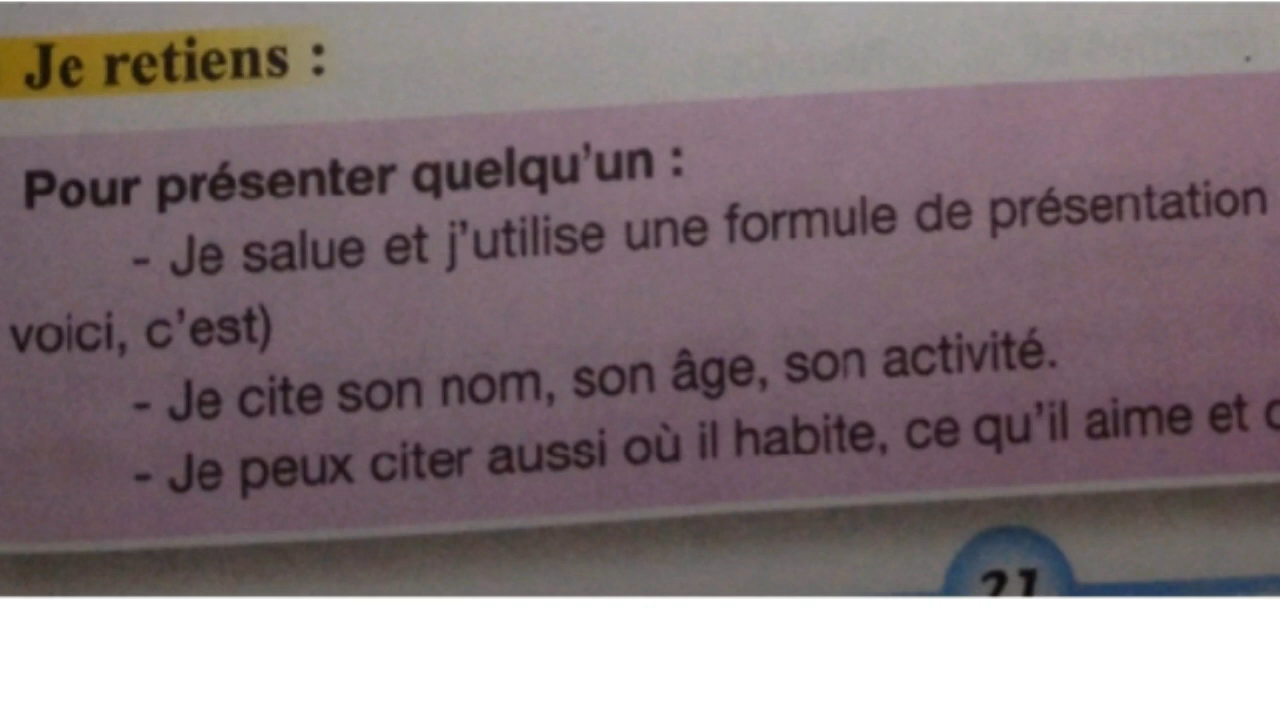 Je retiens :
Pour présenter quelqu'un :
- Je salue et j'utilise une formule de présentation
voici, c'est)
- Je cite son nom, son âge, son activité.
- Je peux citer aussi où il habite, ce qu'il aime et
21